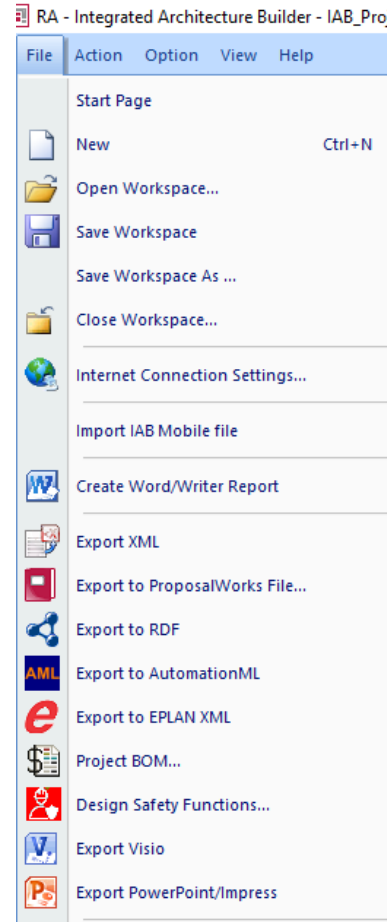 RA - Integrated Architecture Builder - IAB_Pro
File Action Option View Help
Start Page
New Ctrl+N
Open Workspace...
Save Workspace
Save Workspace As ...
Close Workspace...
Internet Connection Settings...
Import IAB Mobile file
Create Word/Writer Report
Export XML
Export to ProposalWorks File...
Export to RDF
AML Export to AutomationML
Export to EPLAN XML
Project BOM...
Design Safety Functions...
Export Visio
Export PowerPoint/Impress